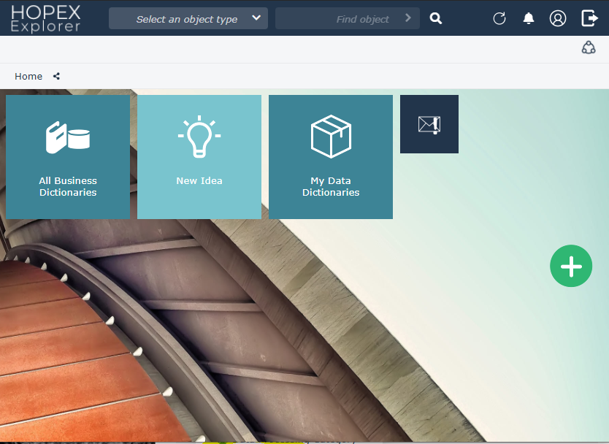 HOPEX
Explorer
Select an object type
Find object
Home
All Business
Dictionaries
New Idea
My Data
Dictionaries